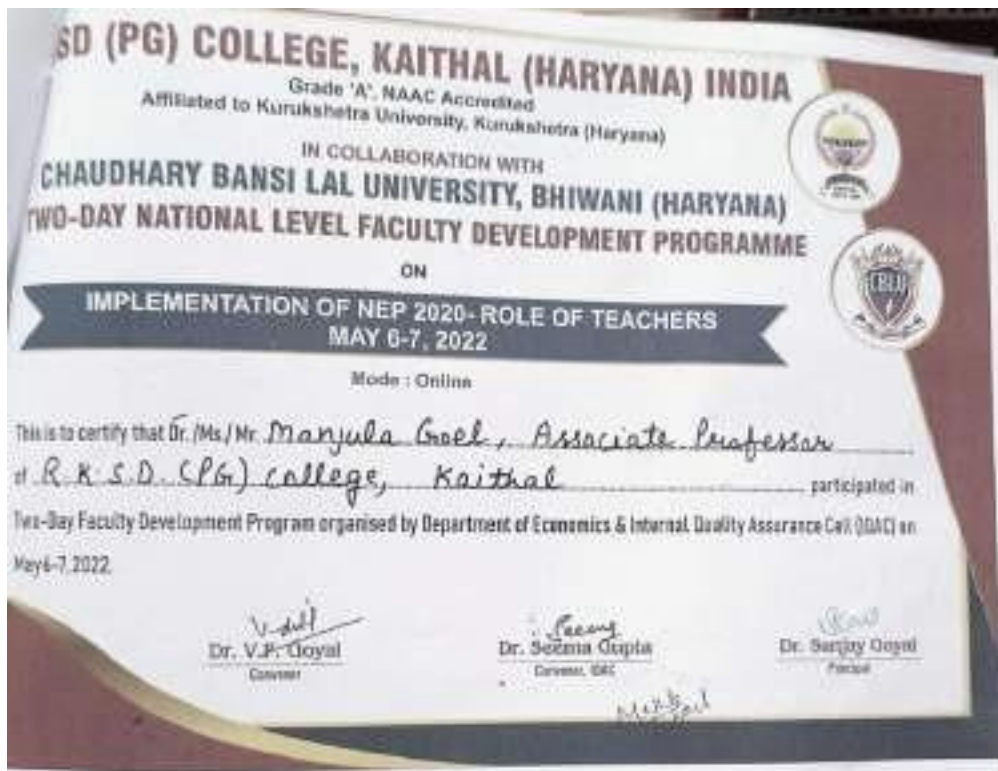 SD (PG) COLLEGE, KAITHAL (HARYANA) INDIA
Grade 'A', NAAC Accredited
Affiliated to Kurukshetra University, Kurukshetra (Haryana)
IN COLLABORATION WITH
CHAUDHARY BANSI LAL UNIVERSITY, BHIWANI (HARYANA)
TWO-DAY NATIONAL LEVEL FACULTY DEVELOPMENT PROGRAMME
ON
IMPLEMENTATION OF NEP 2020- ROLE OF TEACHERS
MAY 6-7, 2022
CBLU
Mode : Online
This is to certify that Dr./Ms./Mr. Manjula Goel, Associate Professor
of R.K.S.D. (PG) College, Kaithal participated in
Two-Day Faculty Development Program organised by Department of Economics & Internal Quality Assurance Cell (IQAC) on
May 6-7, 2022.
Dr. V.P. Goyal
Convener
Dr. Seema Gupta
Convener, IQAC
Dr. Sanjay Goyal
Principal